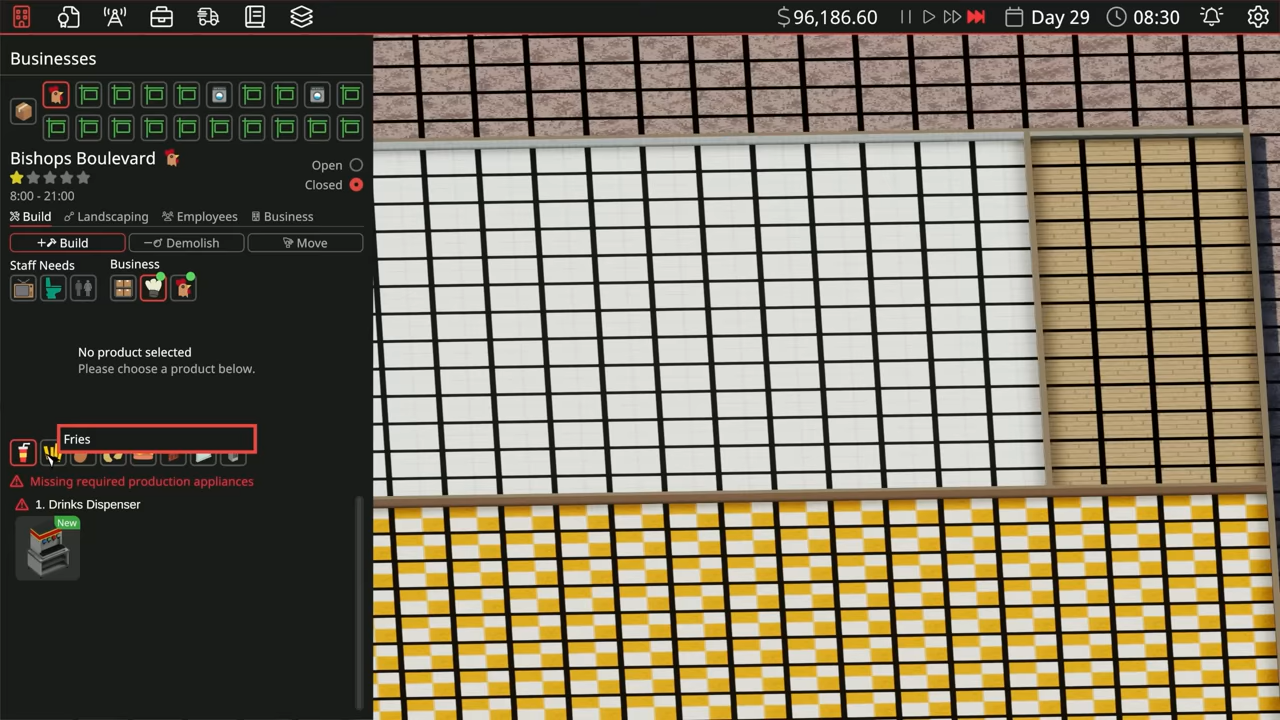 $96,186.60
Day 29
08:30
Businesses
Bishops Boulevard
Open
Closed
8:00 - 21:00
Build
Landscaping
Employees
Business
+ Build
- Demolish
Move
Staff Needs
Business
No product selected
Please choose a product below.
Fries
Missing required production appliances
1. Drinks Dispenser
New